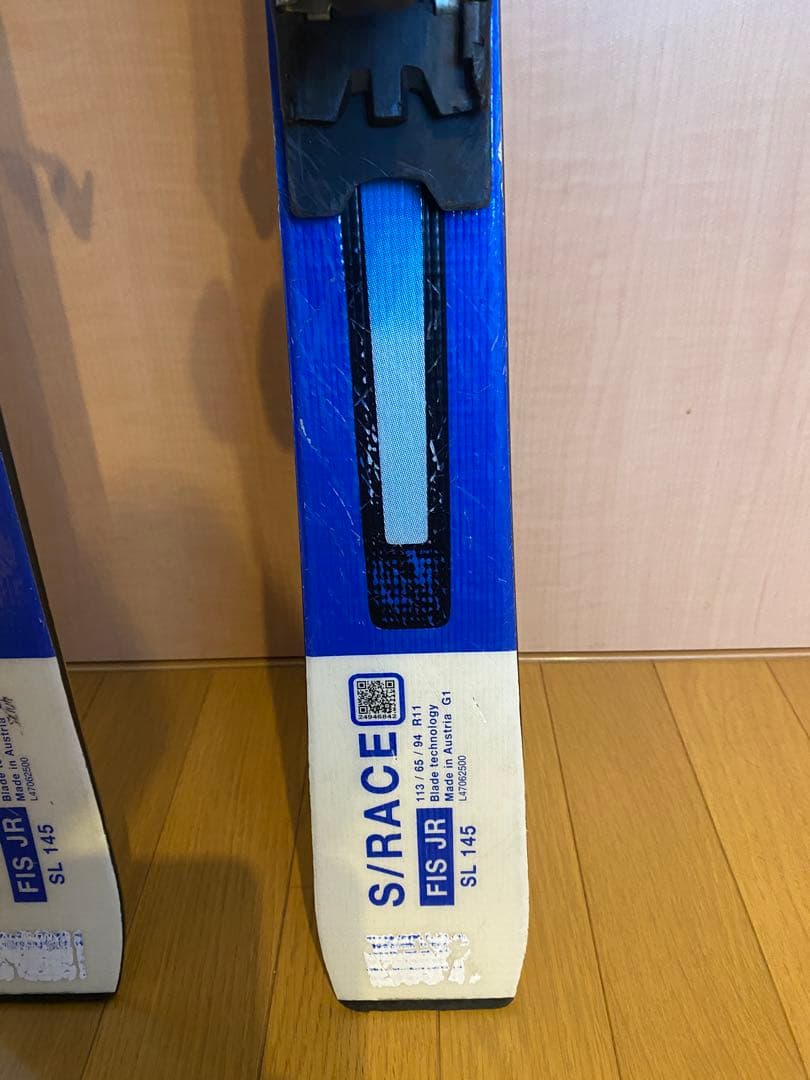 24946842
S/RACE
FIS JR
113 / 65 / 94 R11
Blade technology
Made in Austria G1
L47062500
SL 145
FIS JR
Blade
Made in Austria
L47062500
SL 145